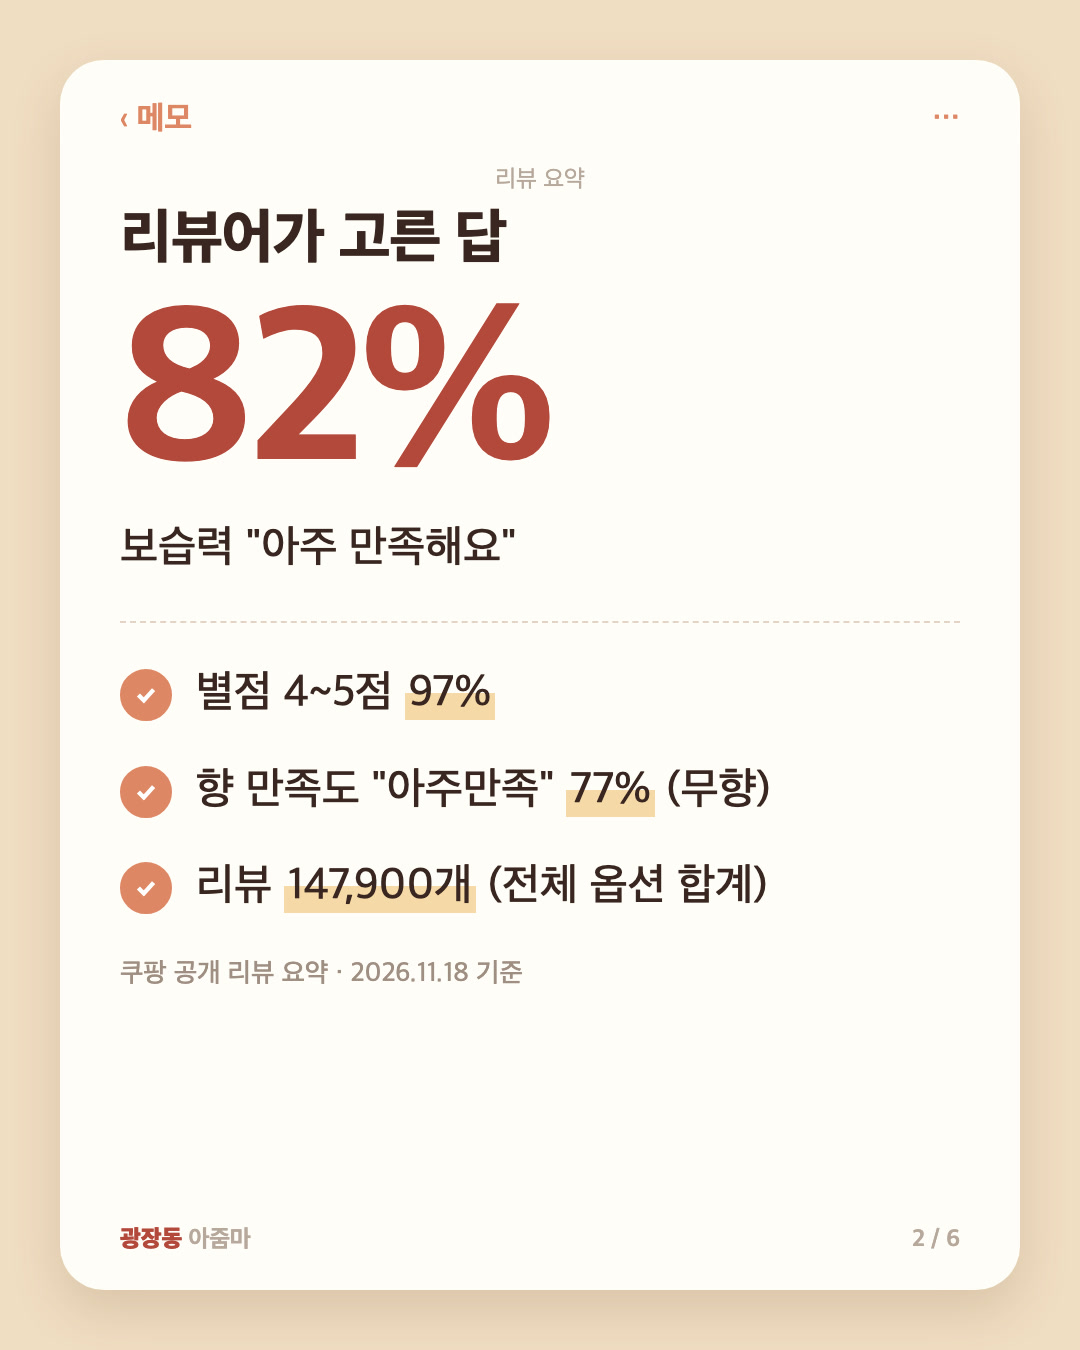 ‹ 메모
···
리뷰 요약
리뷰어가 고른 답
82%
보습력 "아주 만족해요"
별점 4~5점 97%
향 만족도 "아주만족" 77% (무향)
리뷰 147,900개 (전체 옵션 합계)
쿠팡 공개 리뷰 요약 · 2026.11.18 기준
광장동 아줌마
2 / 6